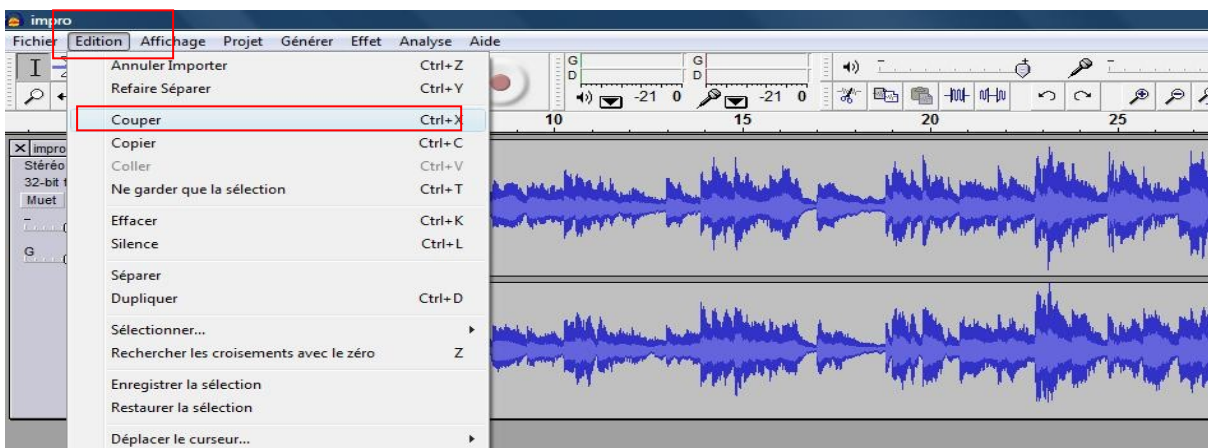 impro
Fichier Edition Affichage Projet Générer Effet Analyse Aide
Annuler Importer Ctrl+Z
Refaire Séparer Ctrl+Y
G G
D D
-21 0 -21 0
Couper Ctrl+X
10 15 20 25
Copier Ctrl+C
impro
Coller Ctrl+V
Stéréo
Ne garder que la sélection Ctrl+T
32-bit
Muet
Effacer Ctrl+K
Silence Ctrl+L
G
Séparer
Dupliquer Ctrl+D
Sélectionner...
Rechercher les croisements avec le zéro Z
Enregistrer la sélection
Restaurer la sélection
Déplacer le curseur...